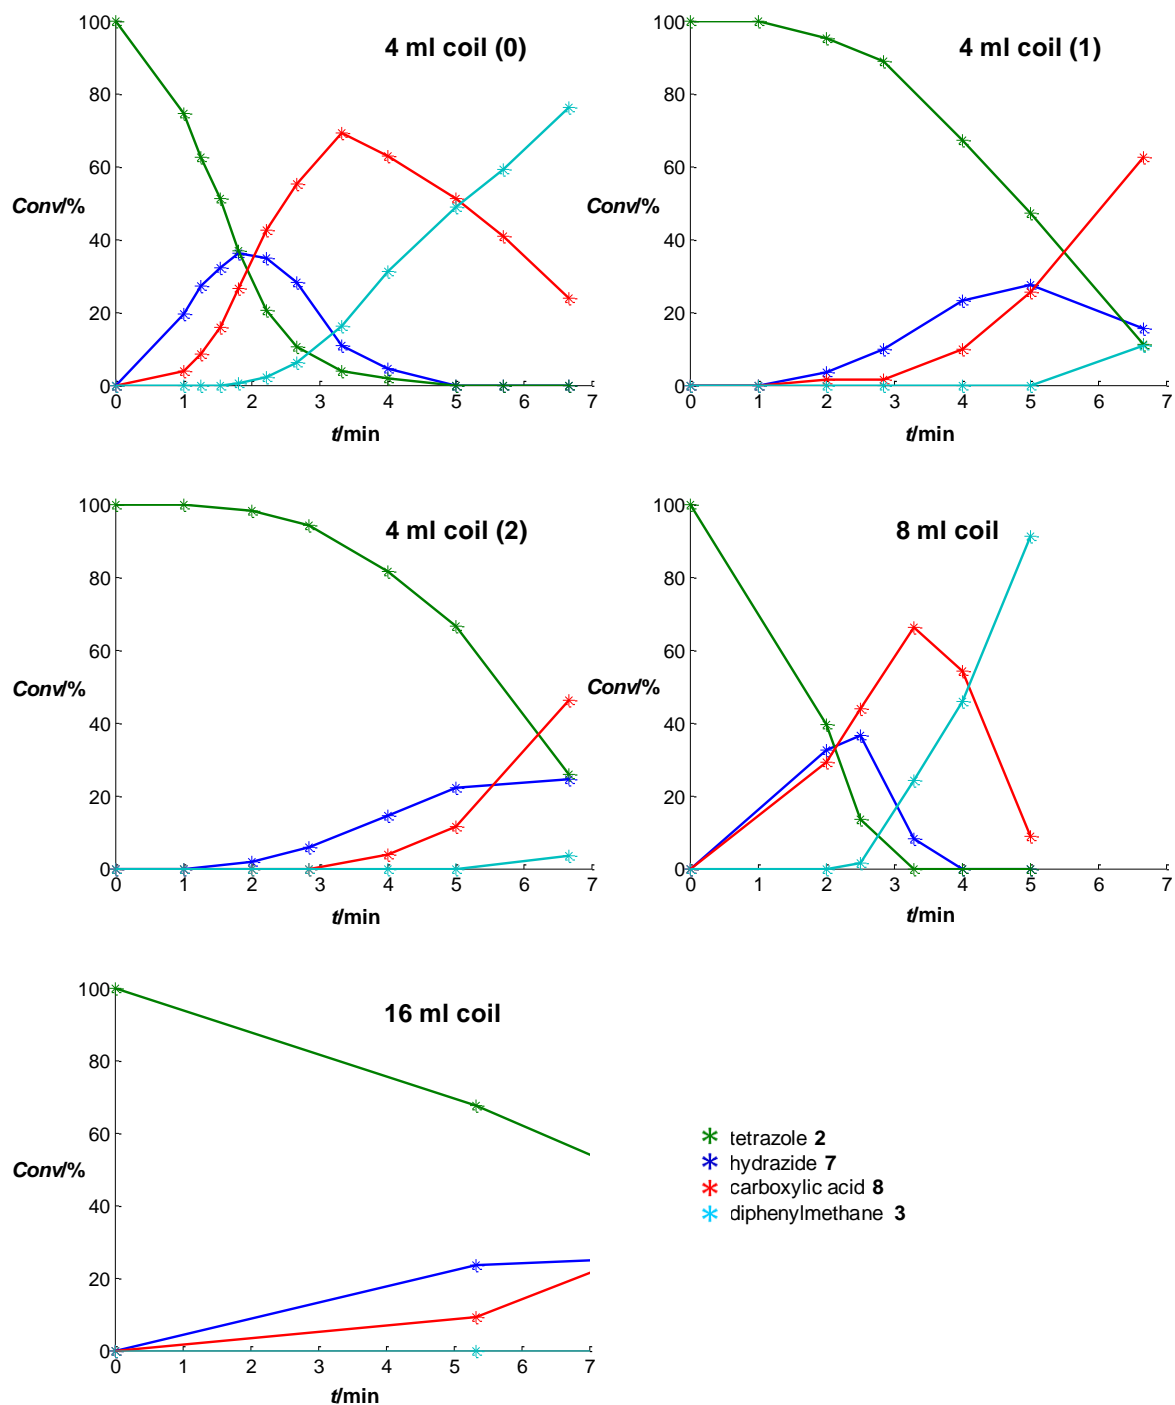 4 ml coil (0)
100
80
60
Conv/%
40
20
0
0 1 2 3 4 5 6 7
t/min
4 ml coil (1)
100
80
60
Conv/%
40
20
0
0 1 2 3 4 5 6 7
t/min
4 ml coil (2)
100
80
60
Conv/%
40
20
0
0 1 2 3 4 5 6 7
t/min
8 ml coil
100
80
60
Conv/%
40
20
0
0 1 2 3 4 5 6 7
t/min
16 ml coil
100
80
60
Conv/%
40
20
0
0 1 2 3 4 5 6 7
t/min
tetrazole 2
hydrazide 7
carboxylic acid 8
diphenylmethane 3